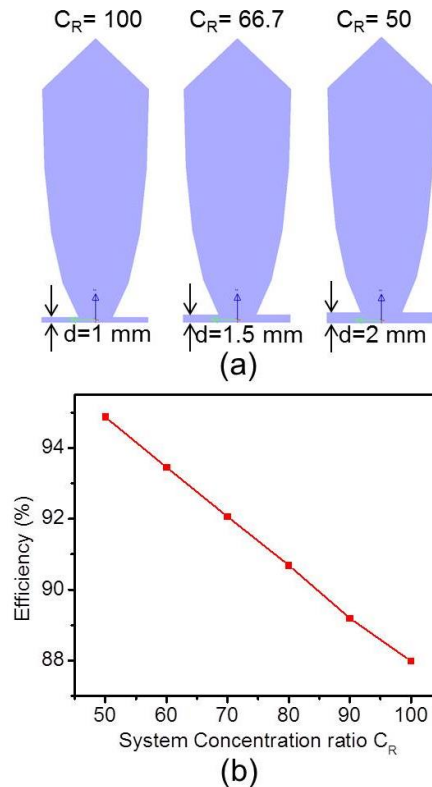 C_R= 100 C_R= 66.7 C_R= 50
d=1 mm d=1.5 mm d=2 mm
(a)
Efficiency (%)
94
92
90
88
50 60 70 80 90 100
System Concentration ratio C_R
(b)